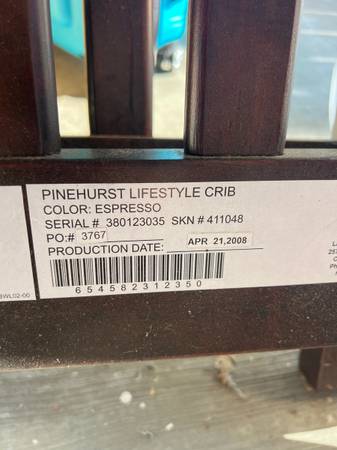 PINEHURST LIFESTYLE CRIB
COLOR: ESPRESSO
SERIAL # 380123035 SKN # 411048
PO:# 3767
PRODUCTION DATE: APR 21,2008
654582312350